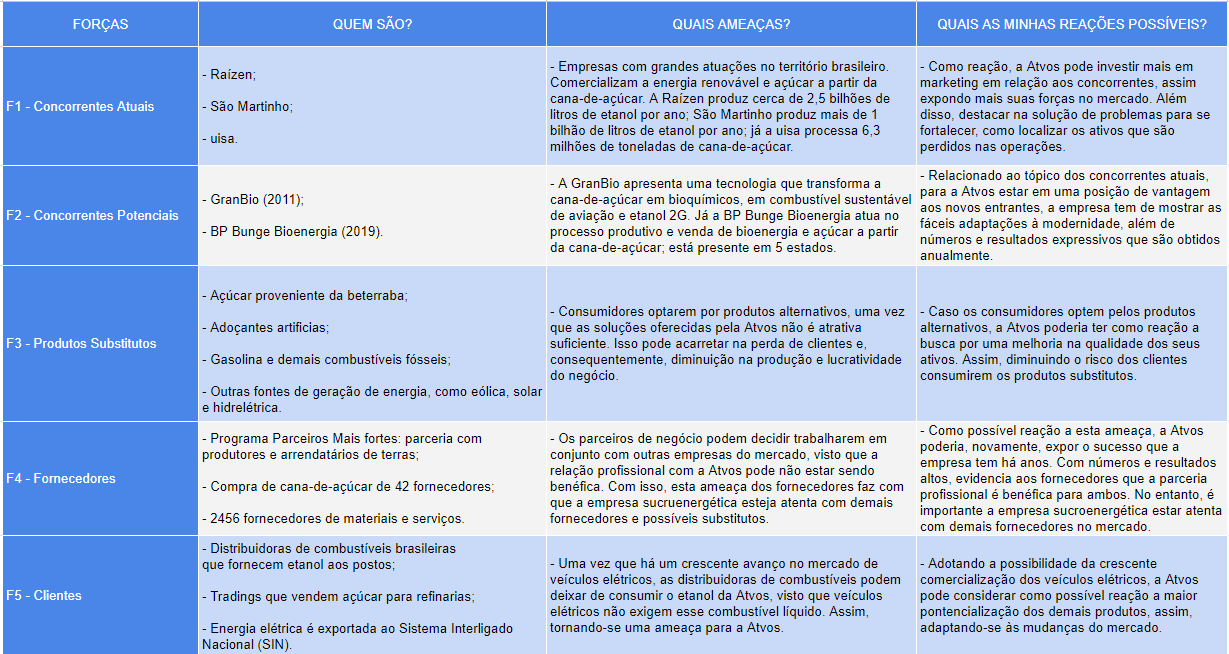 FORÇAS
QUEM SÃO?
QUAIS AMEAÇAS?
QUAIS AS MINHAS REAÇÕES POSSÍVEIS?
F1 - Concorrentes Atuais
- Raízen;
- São Martinho;
- uisa.
- Empresas com grandes atuações no território brasileiro.
Comercializam a energia renovável e açúcar a partir da
cana-de-açúcar. A Raízen produz cerca de 2,5 bilhões de
litros de etanol por ano; São Martinho produz mais de 1
bilhão de litros de etanol por ano; já a uisa processa 6,3
milhões de toneladas de cana-de-açúcar.
- Como reação, a Atvos pode investir mais em
marketing em relação aos concorrentes, assim
expondo mais suas forças no mercado. Além
disso, destacar na solução de problemas para se
fortalecer, como localizar os ativos que são
perdidos nas operações.
F2 - Concorrentes Potenciais
- GranBio (2011);
- BP Bunge Bioenergia (2019).
- A GranBio apresenta uma tecnologia que transforma a
cana-de-açúcar em bioquímicos, em combustível sustentável
de aviação e etanol 2G. Já a BP Bunge Bioenergia atua no
processo produtivo e venda de bioenergia e açúcar a partir
da cana-de-açúcar; está presente em 5 estados.
- Relacionado ao tópico dos concorrentes atuais,
para a Atvos estar em uma posição de vantagem
aos novos entrantes, a empresa tem de mostrar as
fáceis adaptações à modernidade, além de
números e resultados expressivos que são obtidos
anualmente.
F3 - Produtos Substitutos
- Açúcar proveniente da beterraba;
- Adoçantes artificias;
- Gasolina e demais combustíveis fósseis;
- Outras fontes de geração de energia, como eólica, solar
e hidrelétrica.
- Consumidores optarem por produtos alternativos, uma vez
que as soluções oferecidas pela Atvos não é atrativa
suficiente. Isso pode acarretar na perda de clientes e,
consequentemente, diminuição na produção e lucratividade
do negócio.
- Caso os consumidores optem pelos produtos
alternativos, a Atvos poderia ter como reação a
busca por uma melhoria na qualidade dos seus
ativos. Assim, diminuindo o risco dos clientes
consumirem os produtos substitutos.
F4 - Fornecedores
- Programa Parceiros Mais fortes: parceria com
produtores e arrendatários de terras;
- Compra de cana-de-açúcar de 42 fornecedores;
- 2456 fornecedores de materiais e serviços.
- Os parceiros de negócio podem decidir trabalharem em
conjunto com outras empresas do mercado, visto que a
relação profissional com a Atvos pode não estar sendo
benéfica. Com isso, esta ameaça dos fornecedores faz com
que a empresa sucruenergética esteja atenta com demais
fornecedores e possíveis substitutos.
- Como possível reação a esta ameaça, a Atvos
poderia, novamente, expor o sucesso que a
empresa tem há anos. Com números e resultados
altos, evidencia aos fornecedores que a parceria
profissional é benéfica para ambos. No entanto, é
importante a empresa sucroenergética estar atenta
com demais fornecedores no mercado.
F5 - Clientes
- Distribuidoras de combustíveis brasileiras
que fornecem etanol aos postos;
- Tradings que vendem açúcar para refinarias;
- Energia elétrica é exportada ao Sistema Interligado
Nacional (SIN).
- Uma vez que há um crescente avanço no mercado de
veículos elétricos, as distribuidoras de combustíveis podem
deixar de consumir o etanol da Atvos, visto que veículos
elétricos não exigem esse combustível líquido. Assim,
tornando-se uma ameaça para a Atvos.
- Adotando a possibilidade da crescente
comercialização dos veículos elétricos, a Atvos
pode considerar como possível reação a maior
pontencialização dos demais produtos, assim,
adaptando-se às mudanças do mercado.